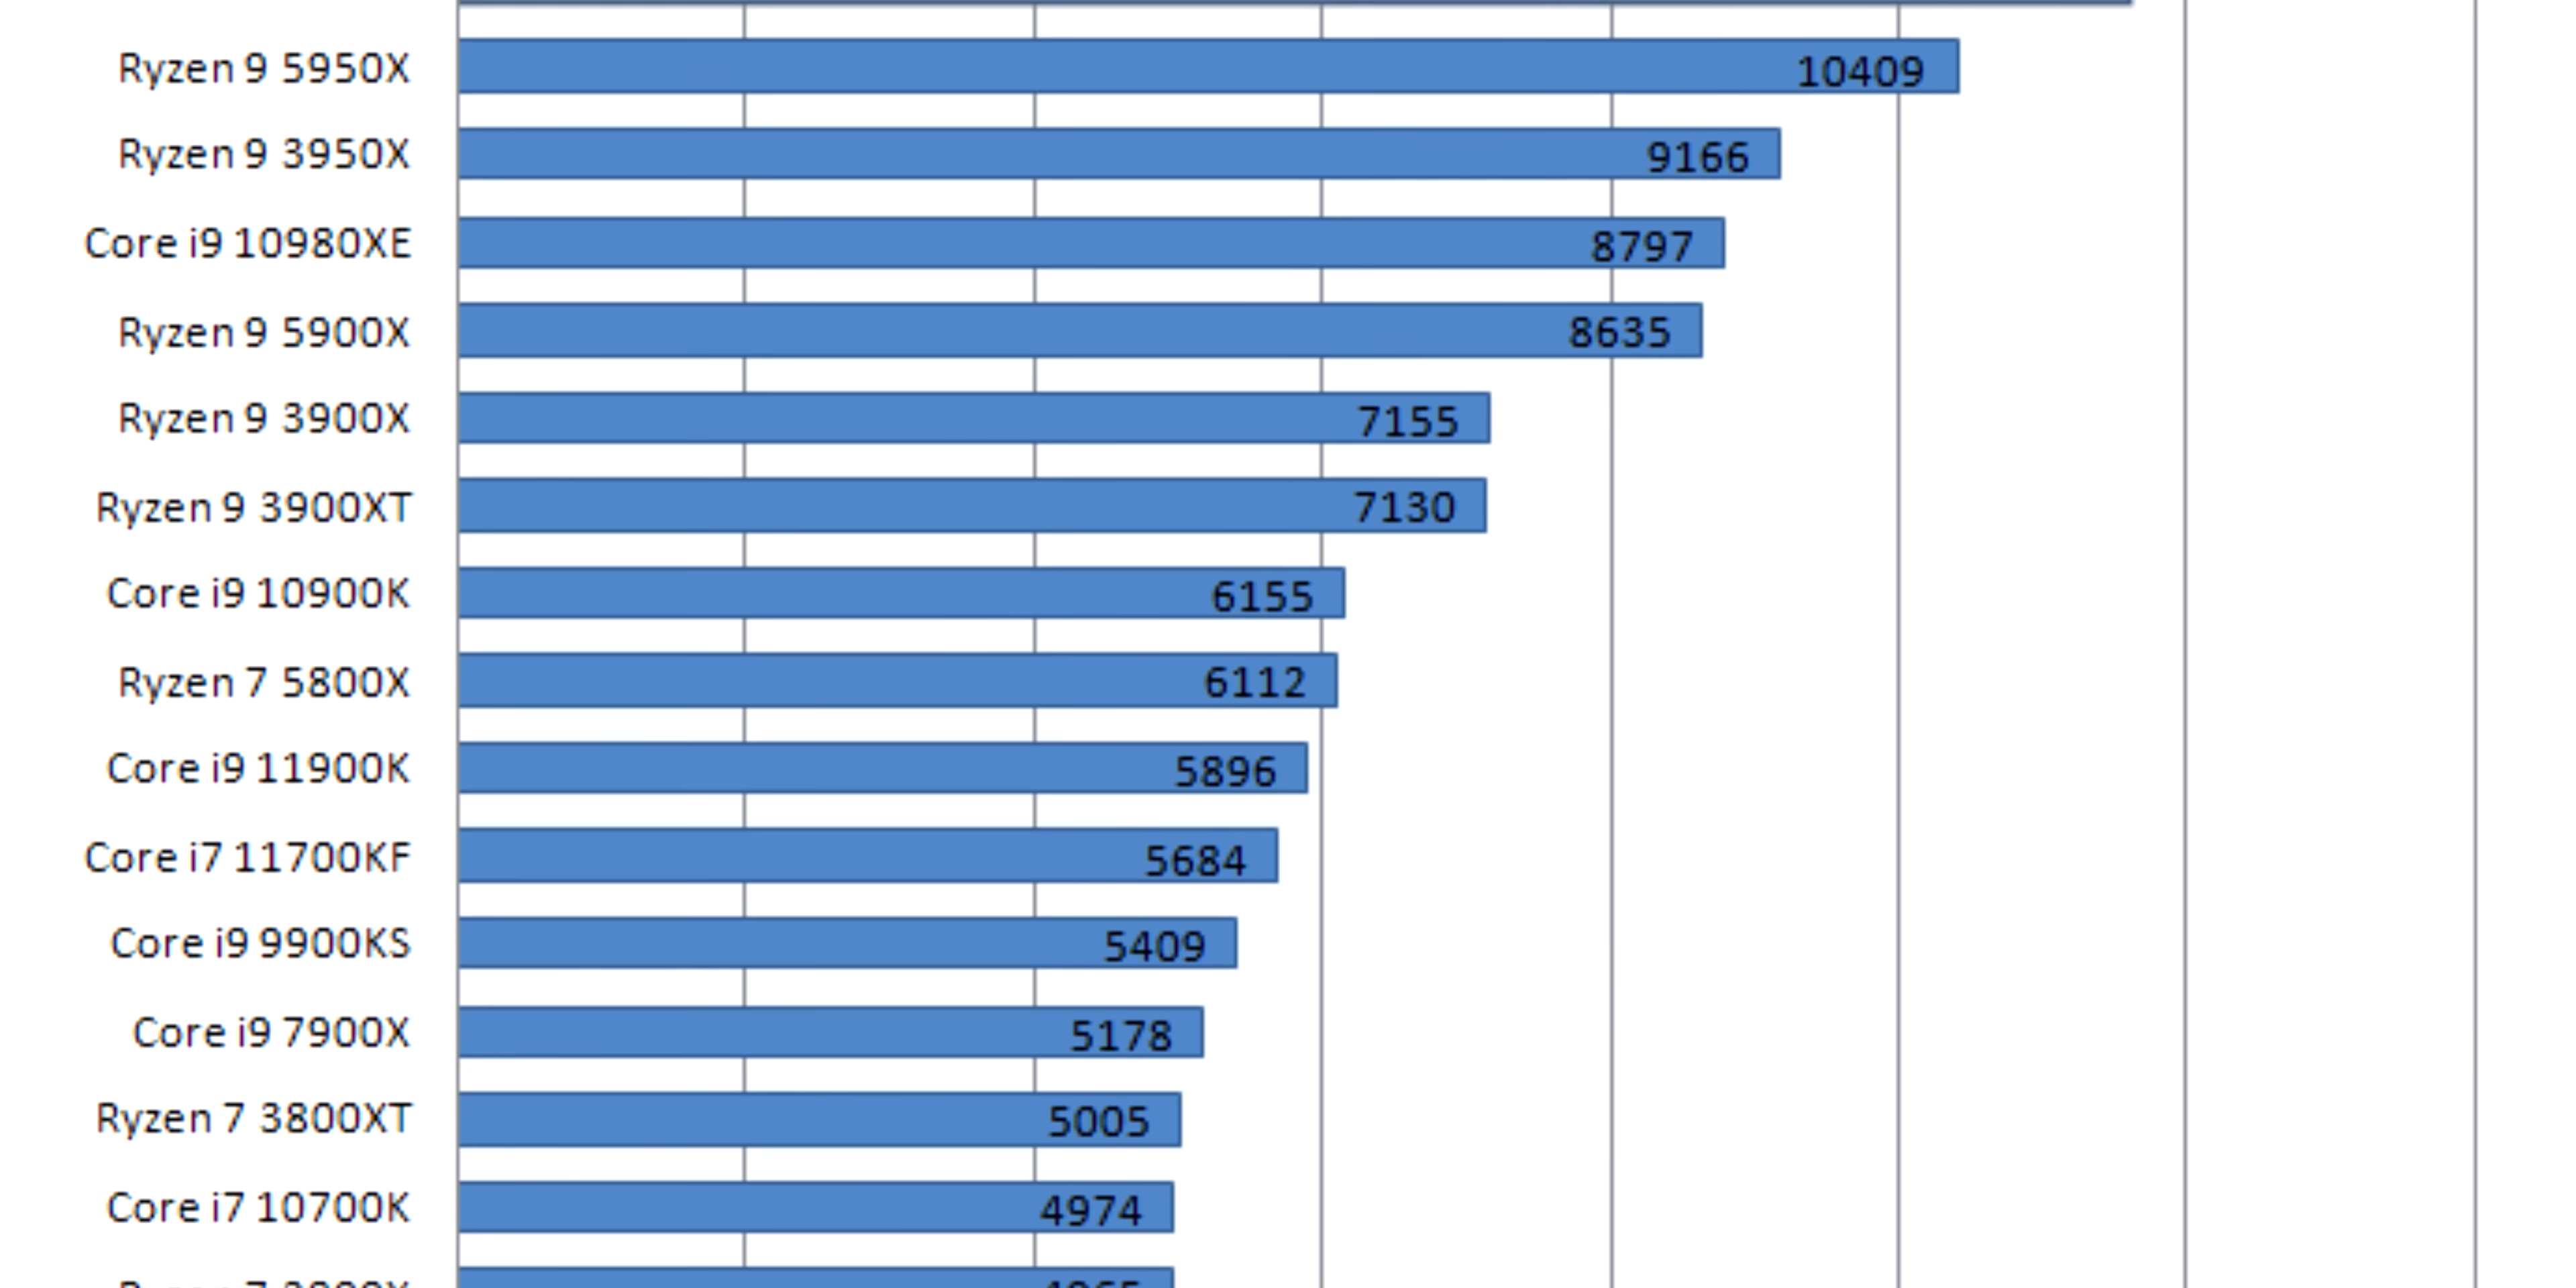 Ryzen 9 5950X 10409
Ryzen 9 3950X 9166
Core i9 10980XE 8797
Ryzen 9 5900X 8635
Ryzen 9 3900X 7155
Ryzen 9 3900XT 7130
Core i9 10900K 6155
Ryzen 7 5800X 6112
Core i9 11900K 5896
Core i7 11700KF 5684
Core i9 9900KS 5409
Core i9 7900X 5178
Ryzen 7 3800XT 5005
Core i7 10700K 4974